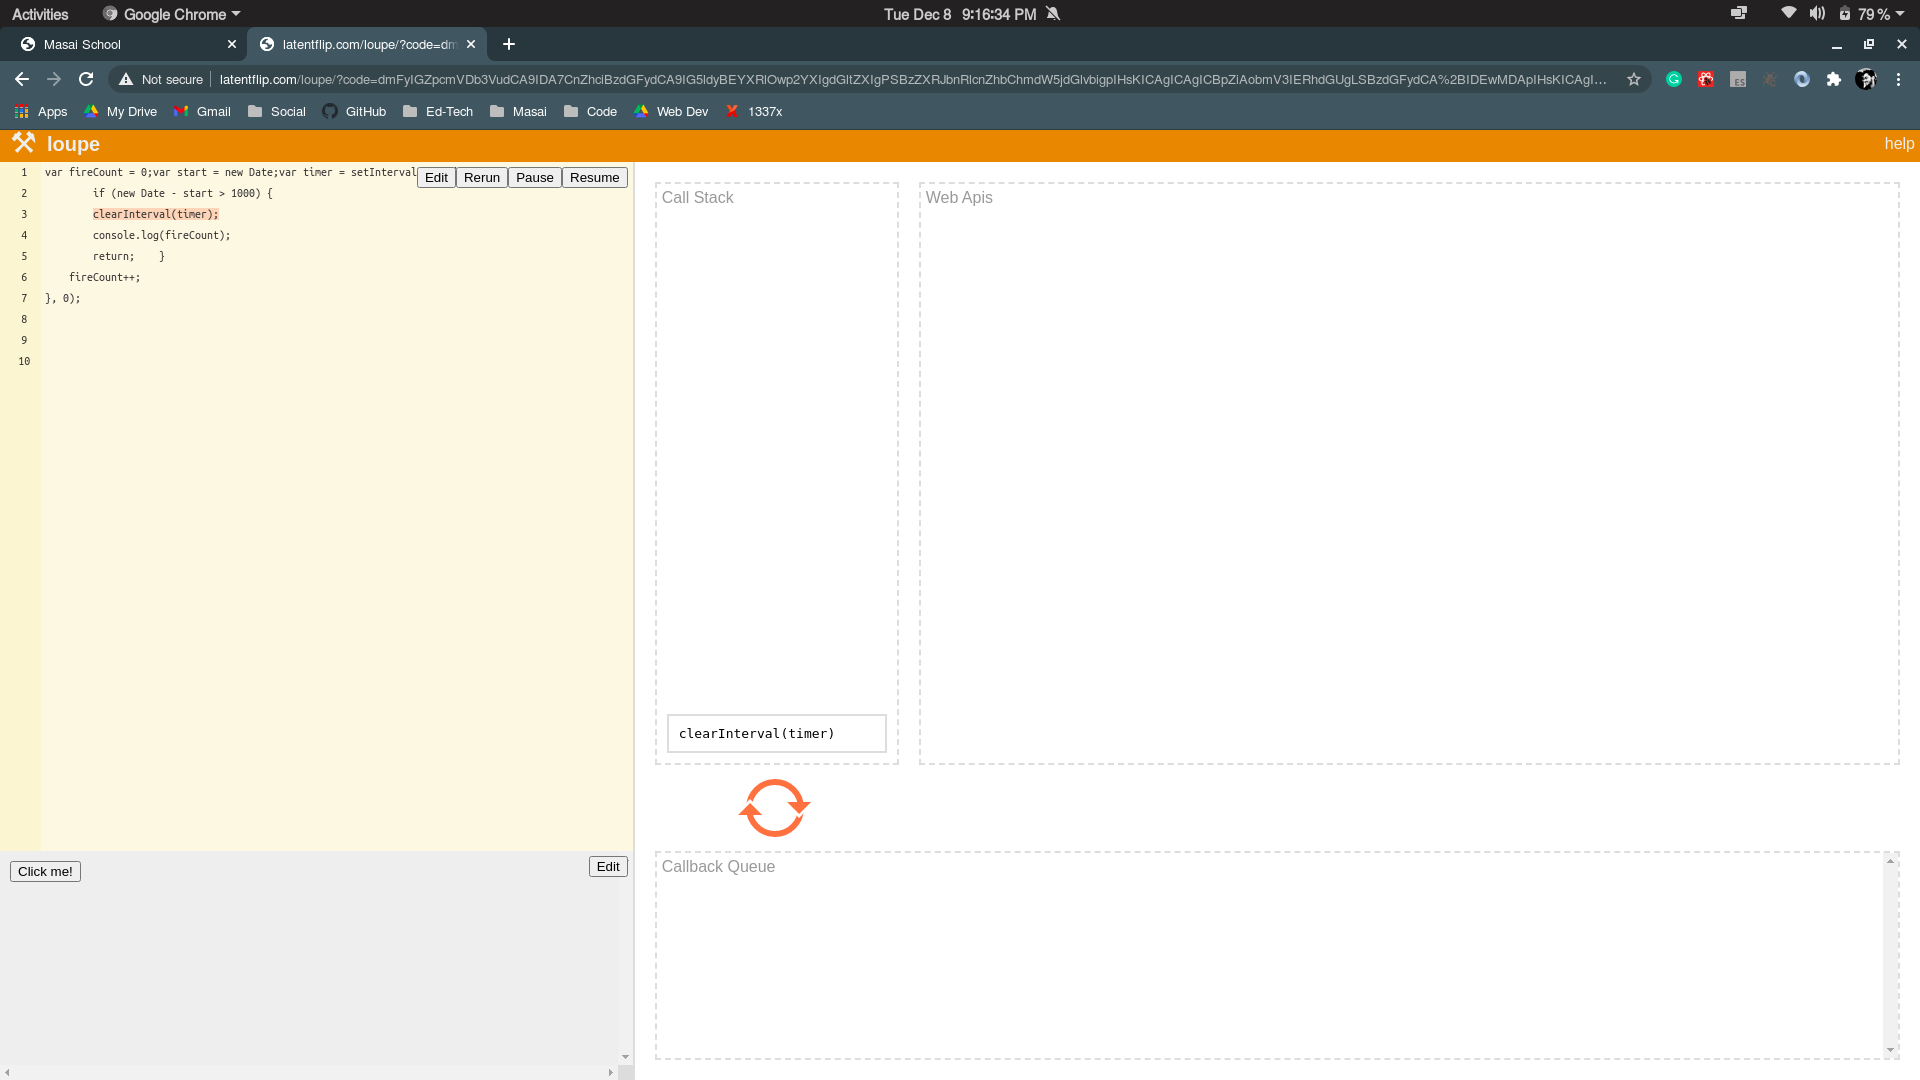 Activities
Google Chrome
Tue Dec 8 9:16:34 PM
79 %
Masai School
latentflip.com/loupe/?code=dm
Not secure
latentflip.com/loupe/?code=dmFyIGZpcmVDb3VudCA9IDA7CnZhciBzdGFydCA9IG5ldyBEYXRlOwp2YXIgdGltZXIgPSBzZXRJbnRlcnZhbChmdW5jdGlvbigpIHsKICAgICAgICBpZiAobmV3IERhdGUgLSBzdGFydCA%2BIDEwMDApIHsKICAgI...
Apps
My Drive
Gmail
Social
GitHub
Ed-Tech
Masai
Code
Web Dev
1337x
loupe
help
1 var fireCount = 0;var start = new Date;var timer = setInterval
Edit
Rerun
Pause
Resume
2 if (new Date - start > 1000) {
3 clearInterval(timer);
4 console.log(fireCount);
5 return; }
6 fireCount++;
7 }, 0);
8
9
10
Call Stack
clearInterval(timer)
Web Apis
Click me!
Edit
Callback Queue